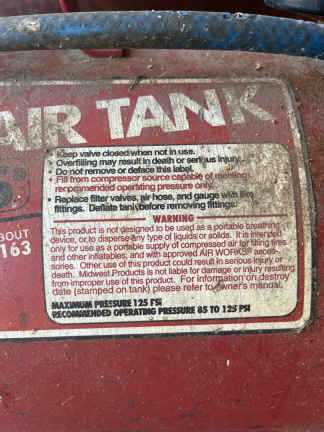 AIR TANK
• Keep valve closed when not in use.
• Overfilling may result in death or serious injury.
• Do not remove or deface this label.
• Fill from compressor source capable of meeting
recommended operating pressure only.
• Replace filter valves, air hose, and gauge with
fittings. Deflate tank before removing fittings.
WARNING
This product is not designed to be used as a portable breathing
device, or to disperse any type of liquids or solids. It is
only for use as a portable supply of compressed air for filling tires
and other inflatables, and with approved AIR WORKS® acces-
sories. Other use of this product could result in serious injury or
death. Midwest Products is not liable for damage or injury resulting
from improper use of this product. For information on destroy
date (stamped on tank) please refer to owner's manual.
MAXIMUM PRESSURE 125 PSI
RECOMMENDED OPERATING PRESSURE 85 TO 125 PSI
BOUT
163